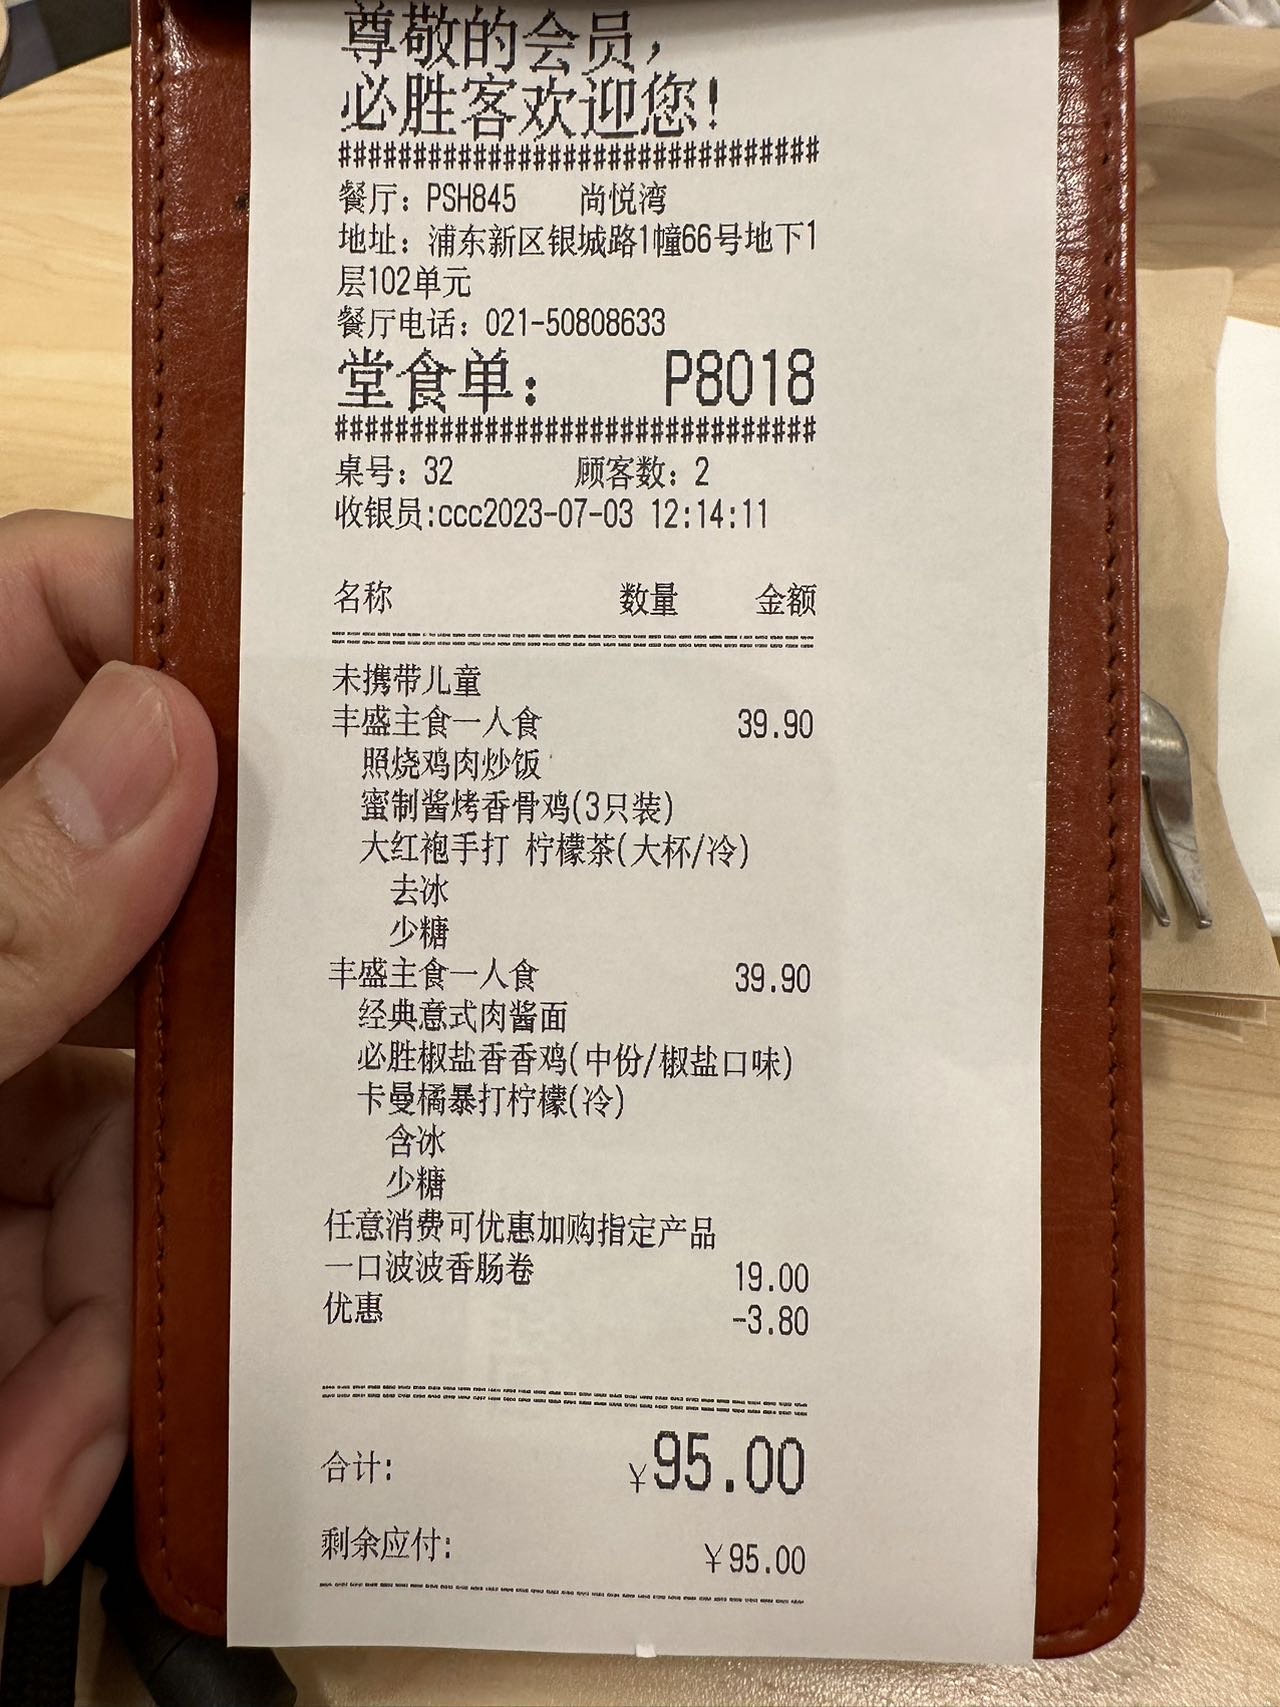 尊敬的会员，
必胜客欢迎您！
################################
餐厅：PSH845 尚悦湾
地址：浦东新区银城路1幢66号地下1
层102单元
餐厅电话：021-50808633
堂食单： P8018
################################
桌号：32 顾客数：2
收银员:ccc2023-07-03 12:14:11
名称 数量 金额
未携带儿童
丰盛主食一人食 39.90
照烧鸡肉炒饭
蜜制酱烤香骨鸡(3只装)
大红袍手打 柠檬茶(大杯/冷)
去冰
少糖
丰盛主食一人食 39.90
经典意式肉酱面
必胜椒盐香香鸡(中份/椒盐口味)
卡曼橘暴打柠檬(冷)
含冰
少糖
任意消费可优惠加购指定产品
一口波波香肠卷 19.00
优惠 -3.80
合计: ¥95.00
剩余应付: ¥95.00